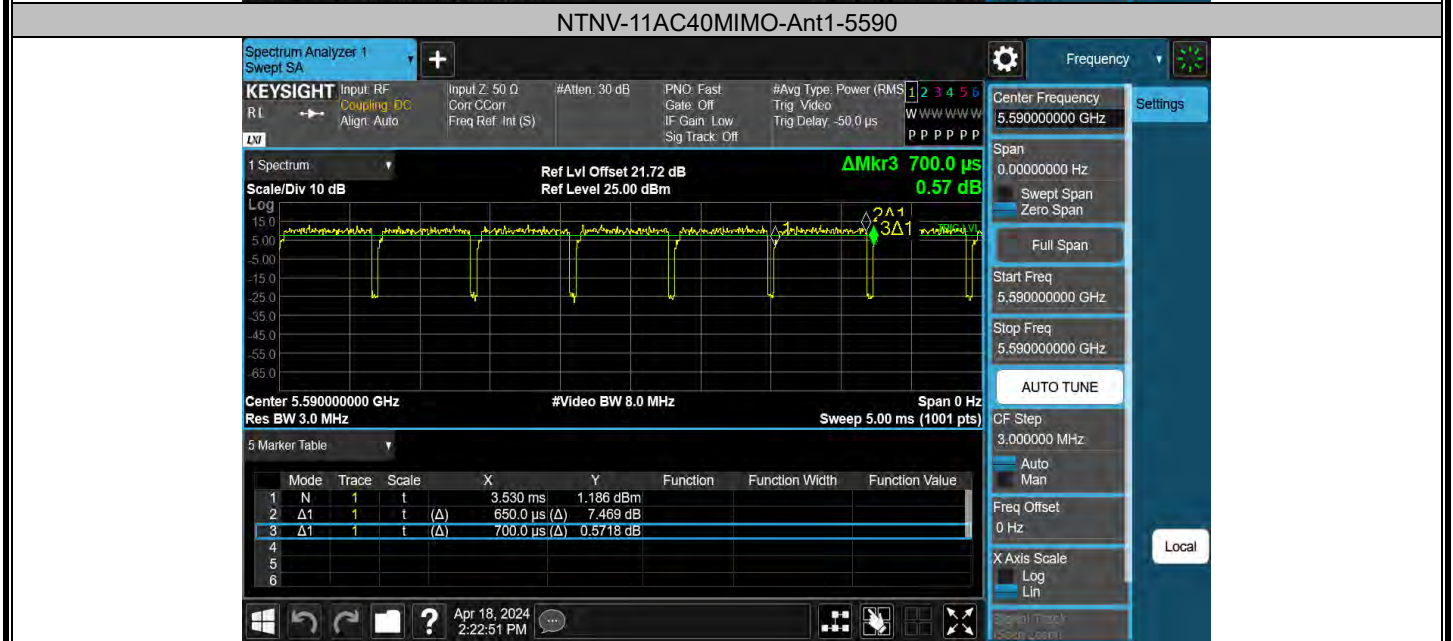 NTNV-11AC40MIMO-Ant1-5590
Spectrum Analyzer 1
Swept SA
+
Frequency
KEYSIGHT
RL
LXI
Input: RF
Coupling: DC
Align: Auto
Input Z: 50 Ω
Corr CCorr
Freq Ref: Int (S)
#Atten: 30 dB
PNO: Fast
Gate: Off
IF Gain: Low
Sig Track: Off
#Avg Type: Power (RMS
Trig: Video
Trig Delay: -50.0 µs
1 2 3 4 5 6
W W W W W W
P P P P P P
Center Frequency
5.590000000 GHz
Settings
1 Spectrum
Scale/Div 10 dB
Ref Lvl Offset 21.72 dB
Ref Level 25.00 dBm
ΔMkr3 700.0 µs
0.57 dB
Log
15.0
5.00
-5.00
-15.0
-25.0
-35.0
-45.0
-55.0
-65.0
1
2Δ1
3Δ1
TRIG LVL
Center 5.590000000 GHz
#Video BW 8.0 MHz
Span 0 Hz
Res BW 3.0 MHz
Sweep 5.00 ms (1001 pts)
Span
0.00000000 Hz
Swept Span
Zero Span
Full Span
Start Freq
5.590000000 GHz
Stop Freq
5.590000000 GHz
AUTO TUNE
CF Step
3.000000 MHz
Auto
Man
Freq Offset
0 Hz
X Axis Scale
Log
Lin
Signal Track
(Span Zoom)
Local
5 Marker Table
Mode Trace Scale X Y Function Function Width Function Value
1 N 1 t 3.530 ms 1.186 dBm
2 Δ1 1 t (Δ) 650.0 µs (Δ) 7.469 dB
3 Δ1 1 t (Δ) 700.0 µs (Δ) 0.5718 dB
4
5
6
?
Apr 18, 2024
2:22:51 PM